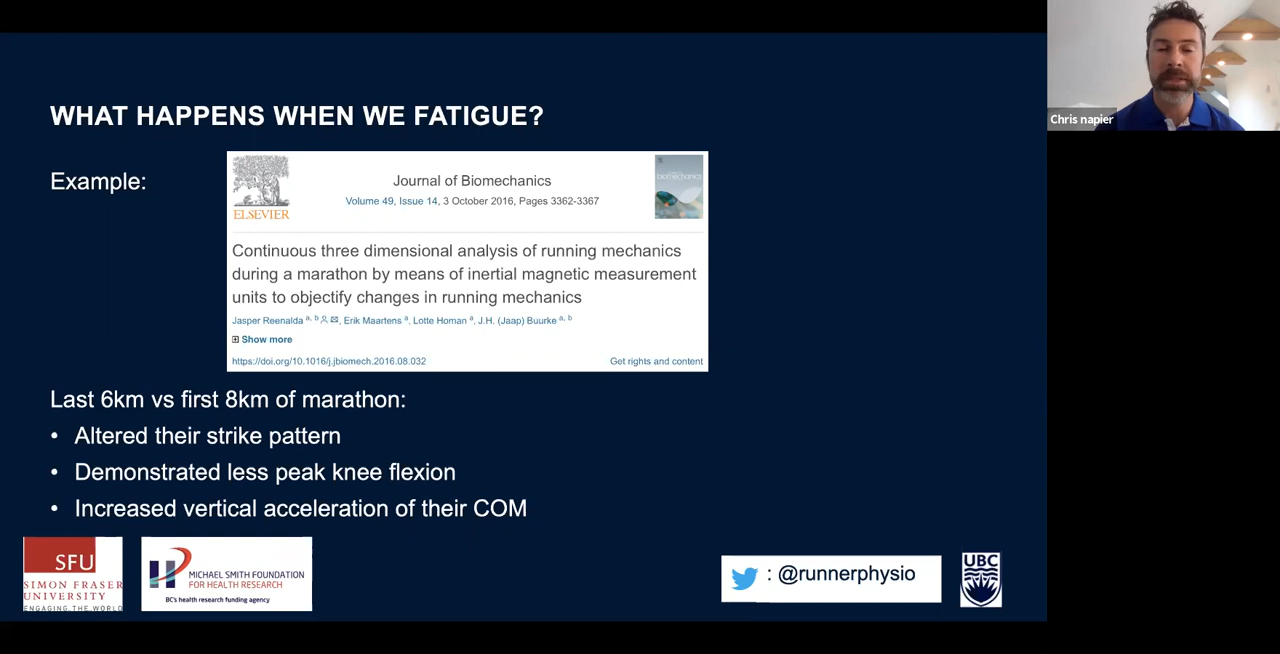 WHAT HAPPENS WHEN WE FATIGUE?
Chris napier
Example:
ELSEVIER
Journal of Biomechanics
Volume 49, Issue 14, 3 October 2016, Pages 3362-3367
biomechanics
Continuous three dimensional analysis of running mechanics
during a marathon by means of inertial magnetic measurement
units to objectify changes in running mechanics
Jasper Reenalda a, b, Erik Maartens a, Lotte Homan a, J.H. (Jaap) Buurke a, b
Show more
https://doi.org/10.1016/j.jbiomech.2016.08.032
Get rights and content
Last 6km vs first 8km of marathon:
• Altered their strike pattern
• Demonstrated less peak knee flexion
• Increased vertical acceleration of their COM
SFU
SIMON FRASER
UNIVERSITY
ENGAGING THE WORLD
MICHAEL SMITH FOUNDATION
FOR HEALTH RESEARCH
BC's health research funding agency
: @runnerphysio
UBC